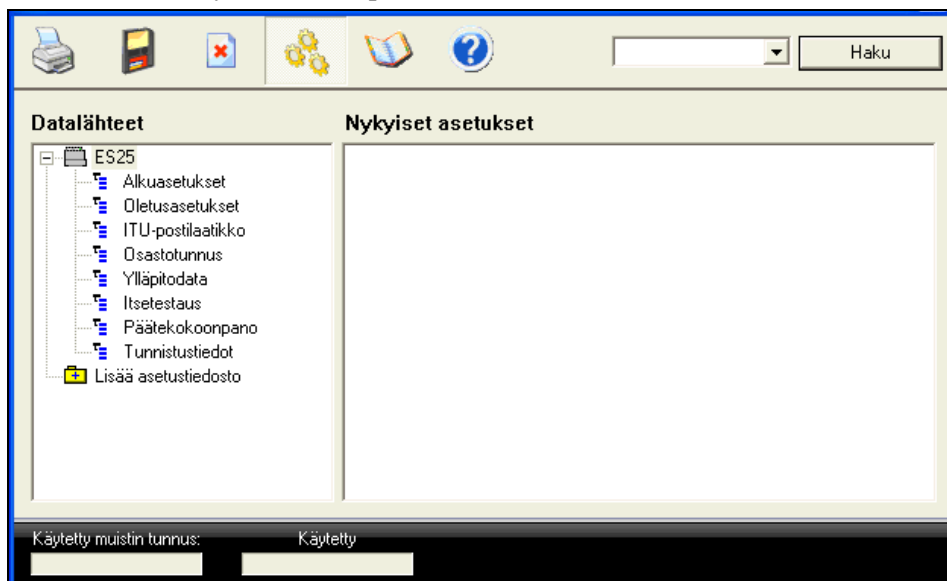 Haku
Datalähteet
Nykyiset asetukset
ES25
Alkuasetukset
Oletusasetukset
ITU-postilaatikko
Osastotunnus
Ylläpitodata
Itsetestaus
Päätekokoonpano
Tunnistustiedot
Lisää asetustiedosto
Käytetty muistin tunnus:
Käytetty